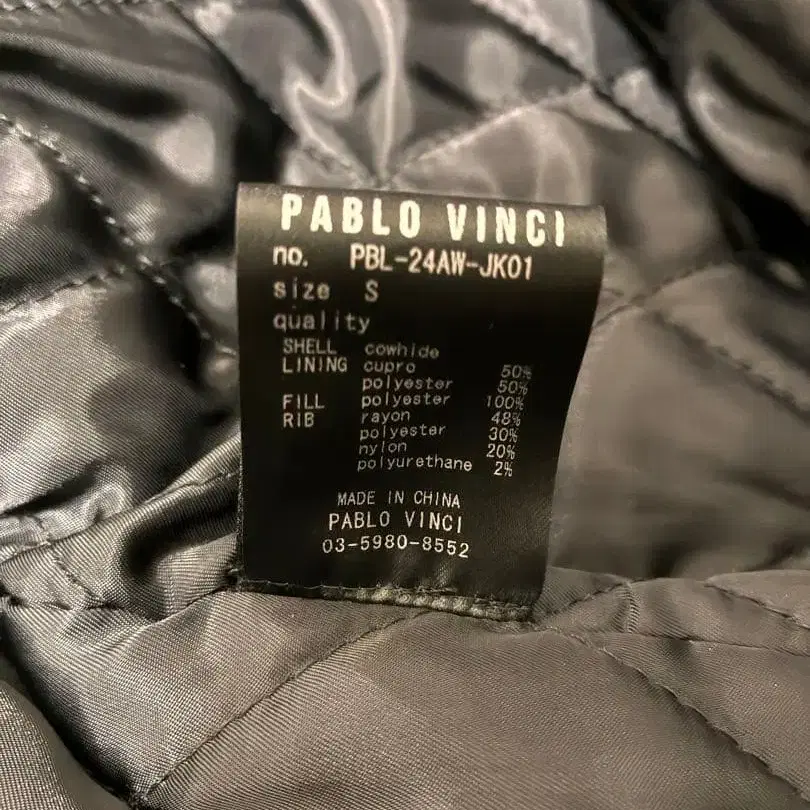 PABLO VINCI
no. PBL-24AW-JK01
size S
quality
SHELL cowhide
LINING cupro 50%
polyester 50%
FILL polyester 100%
RIB rayon 48%
polyester 30%
nylon 20%
polyurethane 2%
MADE IN CHINA
PABLO VINCI
03-5980-8552